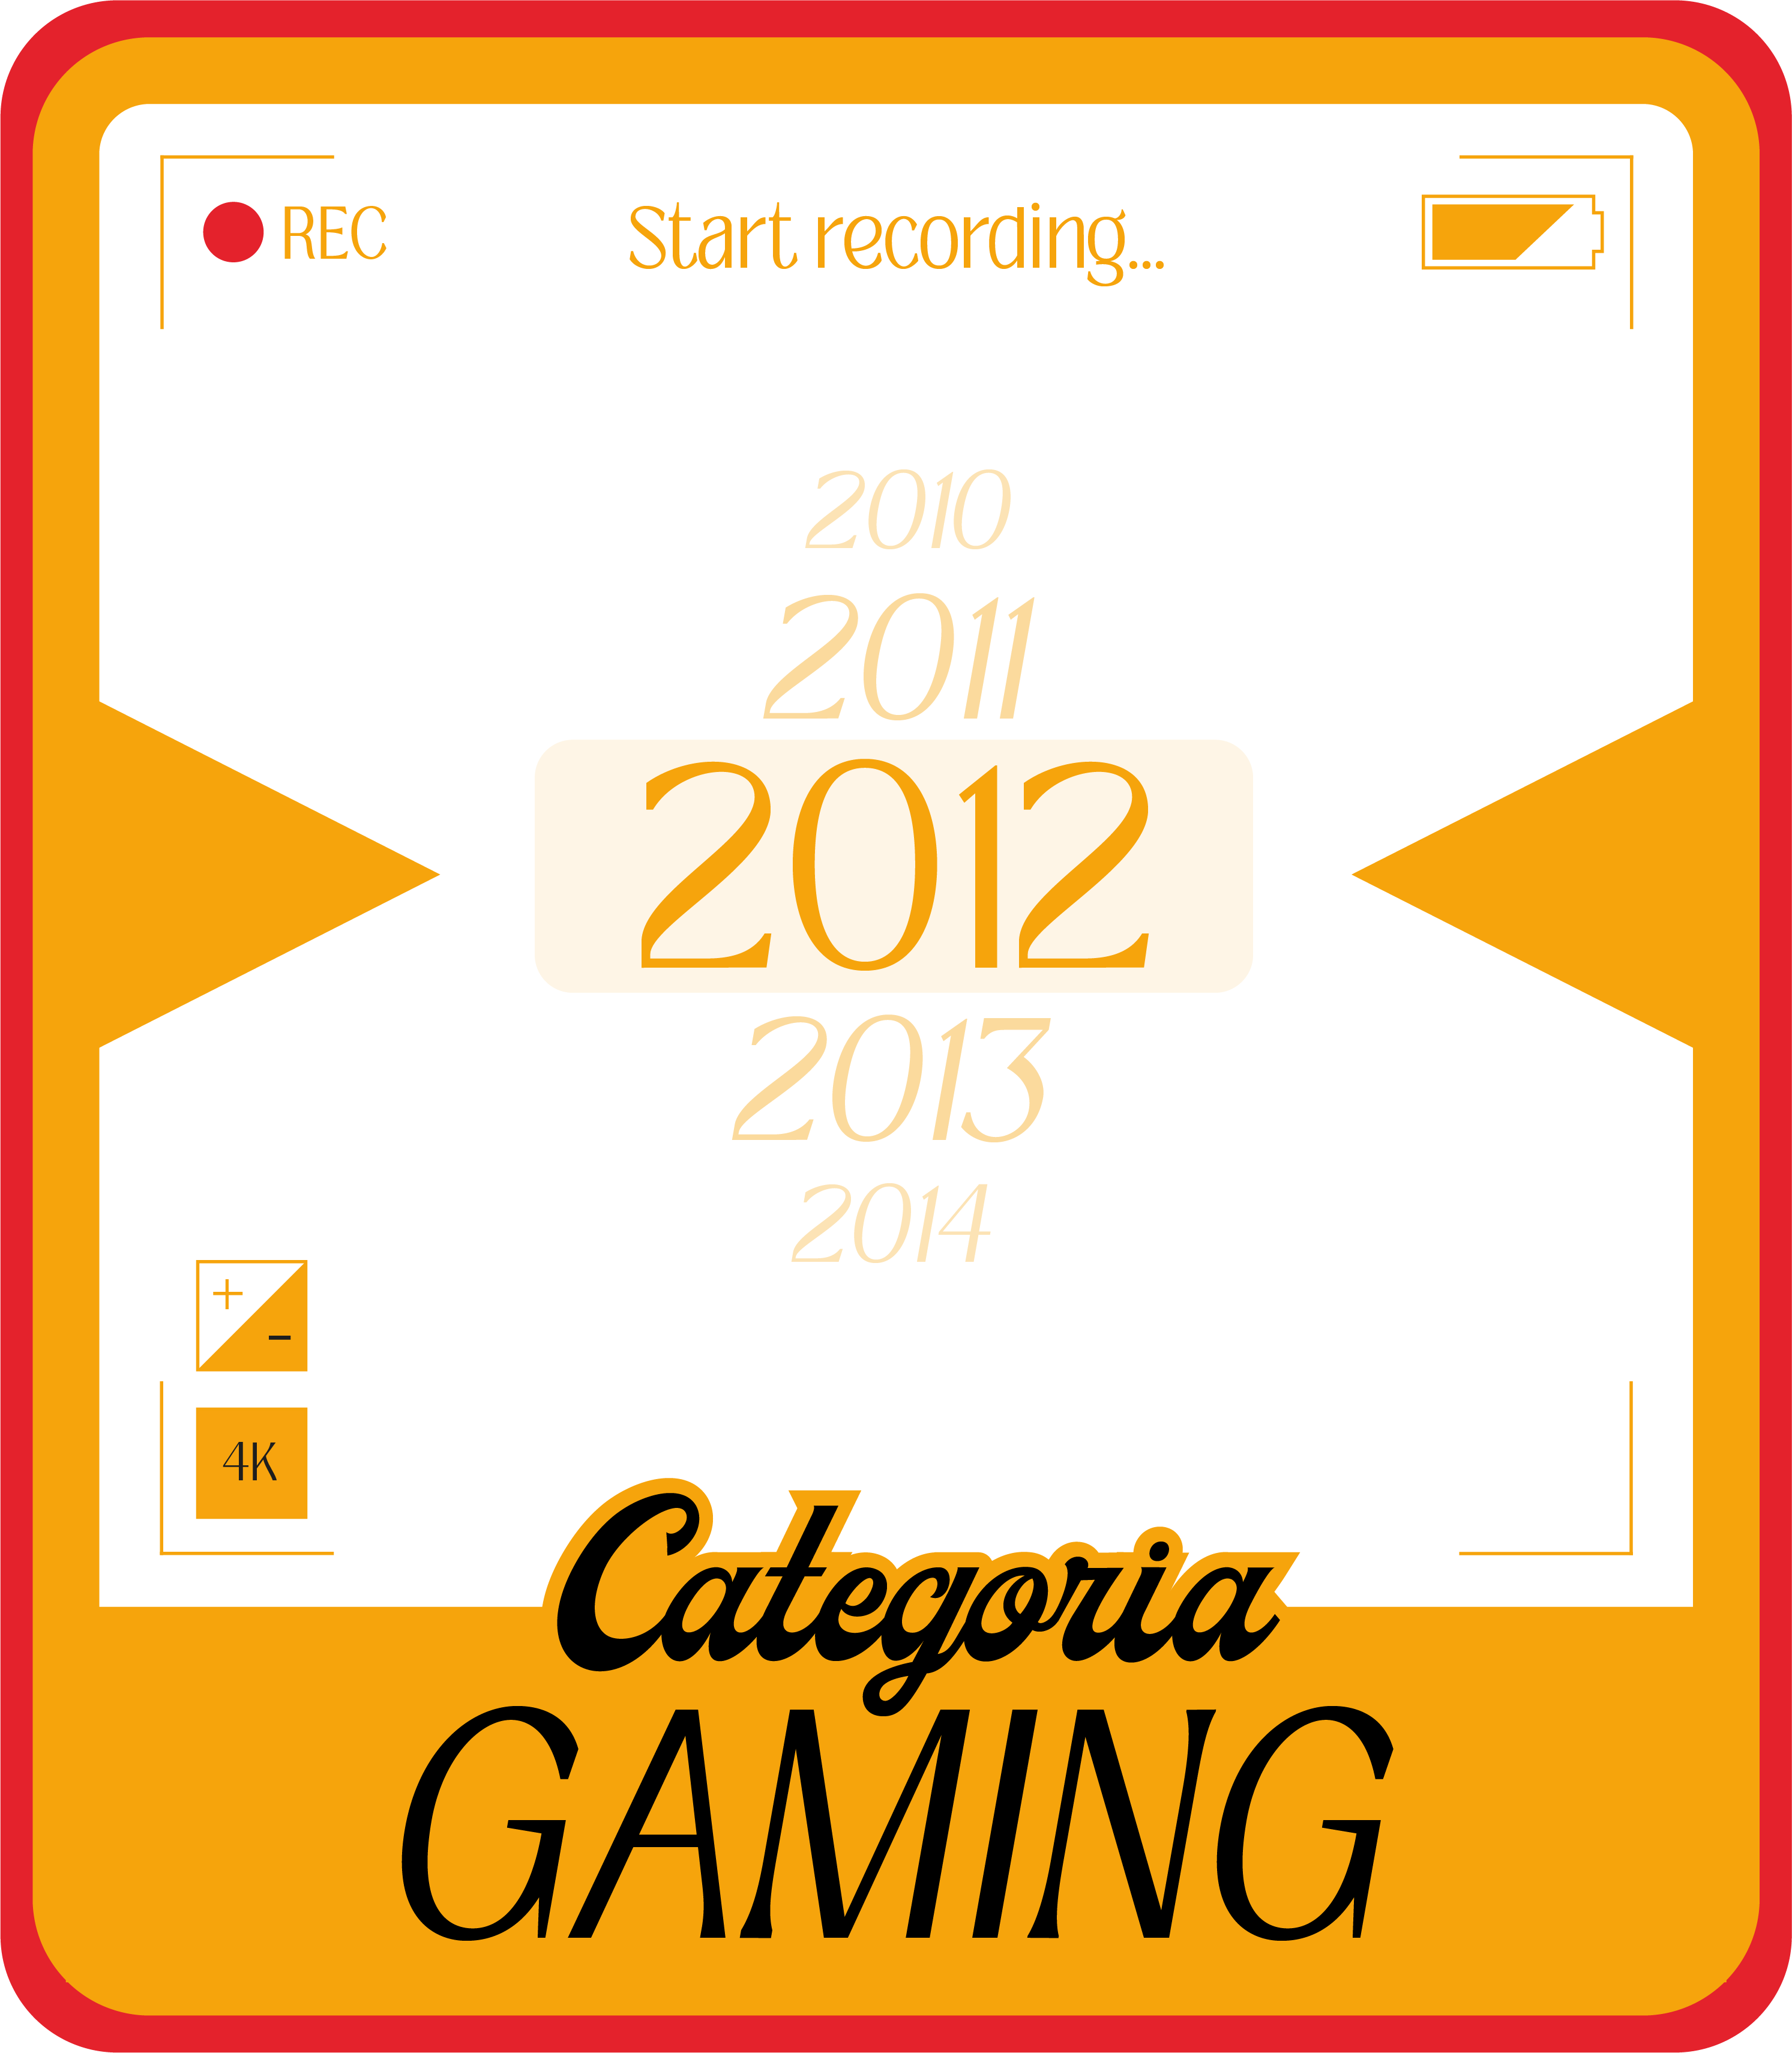 REC
Start recording...
2010
2011
2012
2013
2014
+
-
4K
Categoria
GAMING